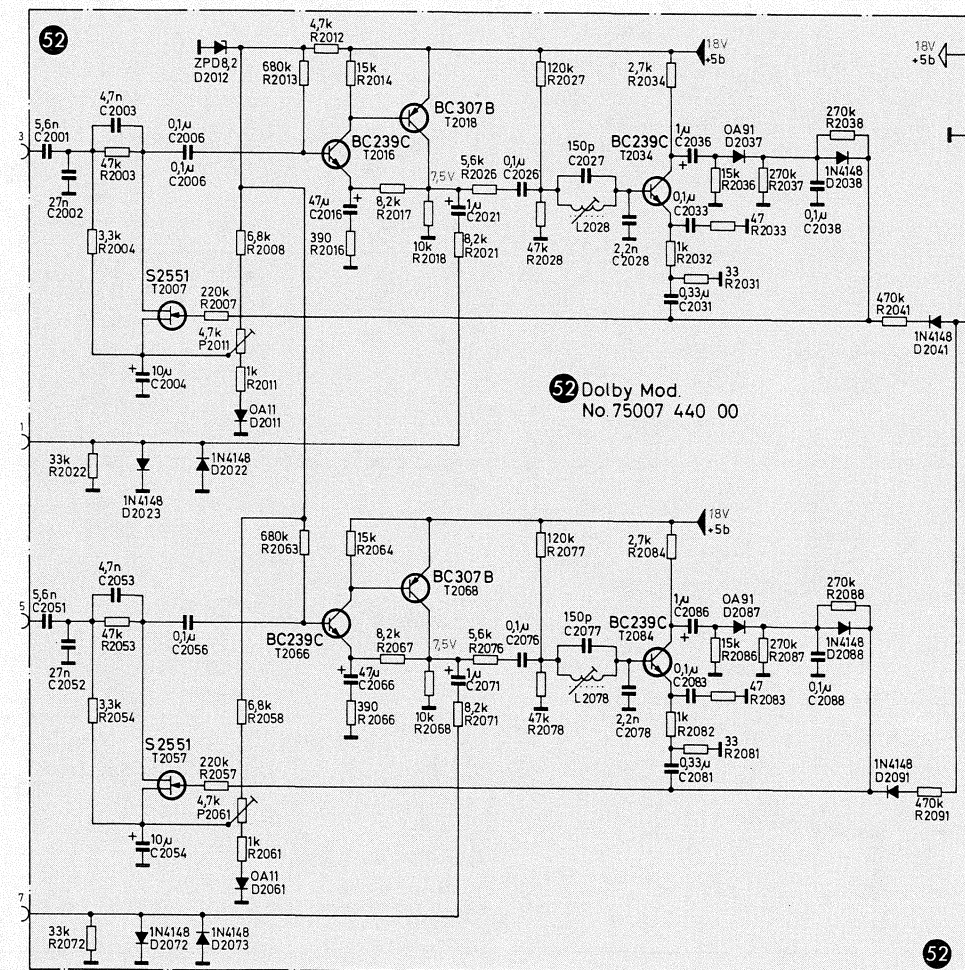 52
ZPD8,2
D2012
4,7k
R2012
680k
R2013
15k
R2014
BC307B
T2018
120k
R2027
2,7k
R2034
18V
+5b
18V
+5b
4,7n
C2003
5,6n
C2001
0,1µ
C2006
0,1µ
C2006
47k
R2003
27n
C2002
BC239C
T2016
150p
C2027
BC239C
T2034
1µ
C2036
OA91
D2037
270k
R2038
3
7,5V
5,6k
R2026
0,1µ
C2026
15k
R2036
270k
R2037
1N4148
D2038
0,1µ
C2038
3,3k
R2004
6,8k
R2008
47µ
C2016
8,2k
R2017
390
R2016
10k
R2018
1µ
C2021
8,2k
R2021
47k
R2028
L2028
2,2n
C2028
0,1µ
C2033
47
R2033
1k
R2032
33
R2031
0,33µ
C2031
S2551
T2007
220k
R2007
4,7k
P2011
10µ
C2004
1k
R2011
OA11
D2011
470k
R2041
1N4148
D2041
52 Dolby Mod.
No. 75007 440 00
1
33k
R2022
1N4148
D2023
1N4148
D2022
680k
R2063
15k
R2064
BC307B
T2068
120k
R2077
2,7k
R2084
18V
+5b
4,7n
C2053
5,6n
C2051
47k
R2053
0,1µ
C2056
27n
C2052
BC239C
T2066
150p
C2077
BC239C
T2084
1µ
C2086
OA91
D2087
270k
R2088
5
8,2k
R2067
7,5V
5,6k
R2076
0,1µ
C2076
15k
R2086
270k
R2087
1N4148
D2088
0,1µ
C2088
3,3k
R2054
6,8k
R2058
47µ
C2066
390
R2066
10k
R2068
1µ
C2071
8,2k
R2071
47k
R2078
L2078
2,2n
C2078
0,1µ
C2083
47
R2083
1k
R2082
33
R2081
0,33µ
C2081
S2551
T2057
220k
R2057
4,7k
P2061
10µ
C2054
1k
R2061
OA11
D2061
1N4148
D2091
470k
R2091
7
33k
R2072
1N4148
D2072
1N4148
D2073
52